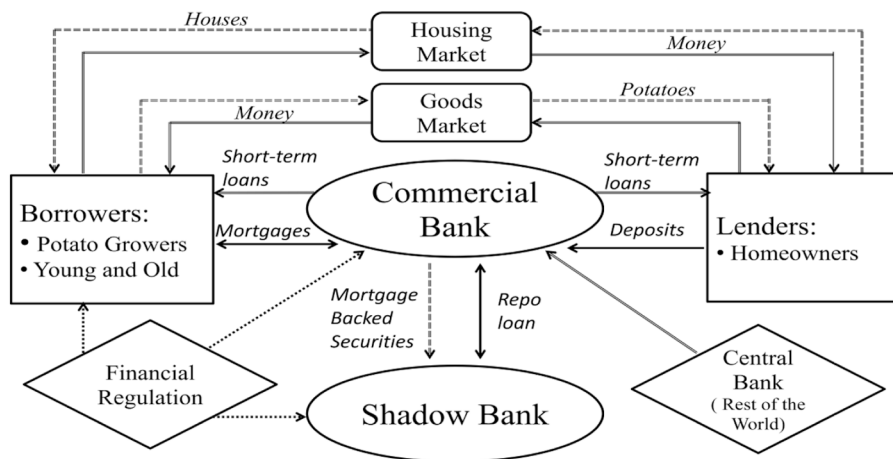 Houses
Housing
Market
Money
Money
Goods
Market
Potatoes
Short-term
loans
Commercial
Bank
Short-term
loans
Borrowers:
• Potato Growers
• Young and Old
Mortgages
Deposits
Lenders:
• Homeowners
Mortgage
Backed
Securities
Repo
loan
Financial
Regulation
Shadow Bank
Central
Bank
( Rest of the
World)